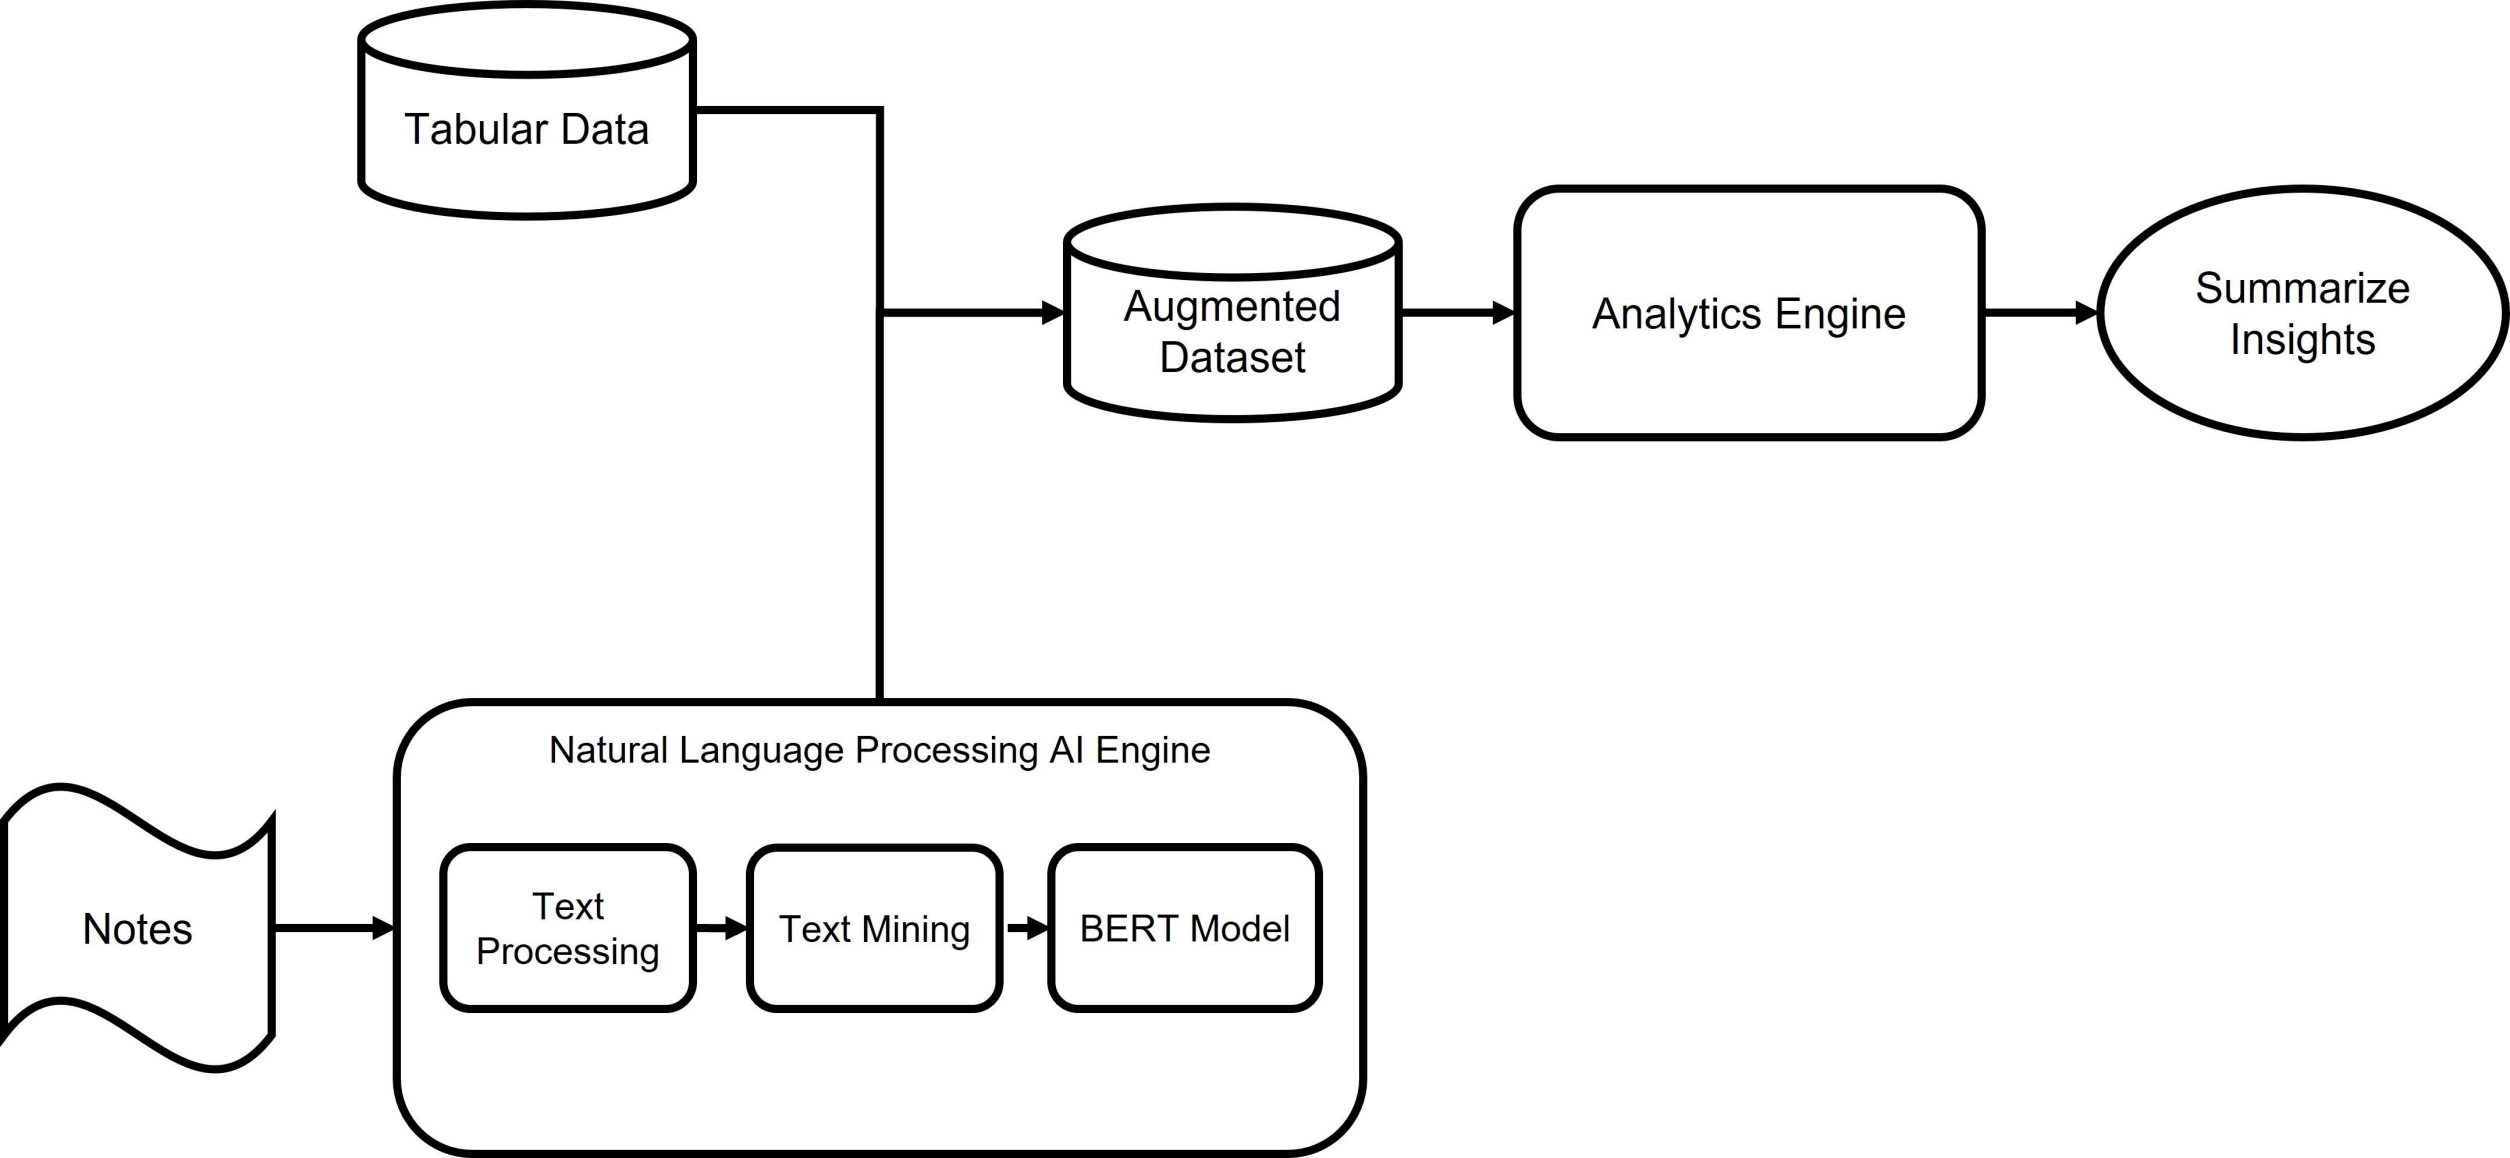 Tabular Data
Augmented
Dataset
Analytics Engine
Summarize
Insights
Natural Language Processing AI Engine
Notes
Text
Processing
Text Mining
BERT Model